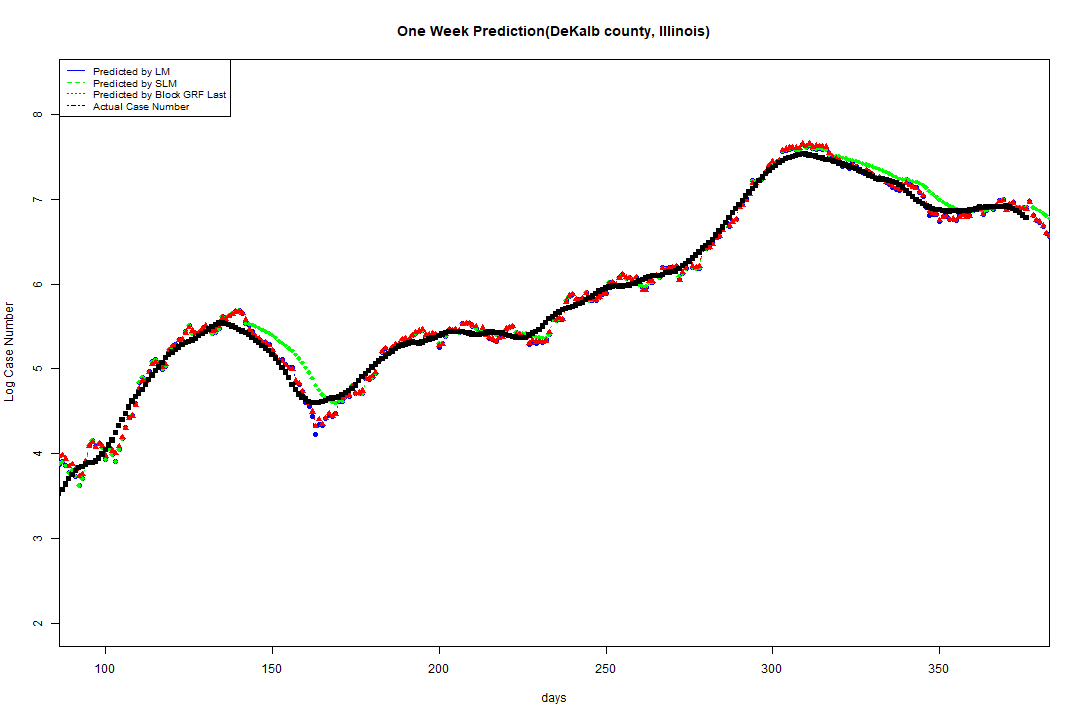 One Week Prediction(DeKalb county, Illinois)
Predicted by LM
Predicted by SLM
Predicted by Block GRF Last
Actual Case Number
8
7
6
5
4
3
2
Log Case Number
100 150 200 250 300 350
days